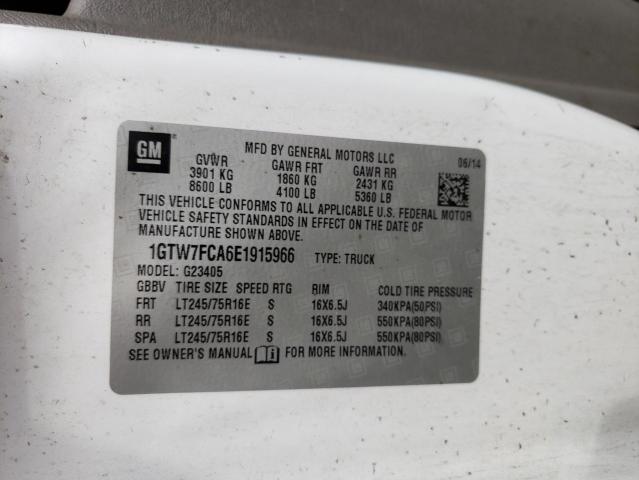 GM
MFD BY GENERAL MOTORS LLC 06/14
GVWR GAWR FRT GAWR RR
3901 KG 1860 KG 2431 KG
8600 LB 4100 LB 5360 LB
THIS VEHICLE CONFORMS TO ALL APPLICABLE U.S. FEDERAL MOTOR
VEHICLE SAFETY STANDARDS IN EFFECT ON THE DATE OF
MANUFACTURE SHOWN ABOVE.
1GTW7FCA6E1915966 TYPE: TRUCK
MODEL: G23405
GBBV TIRE SIZE SPEED RTG RIM COLD TIRE PRESSURE
FRT LT245/75R16E S 16X6.5J 340KPA(50PSI)
RR LT245/75R16E S 16X6.5J 550KPA(80PSI)
SPA LT245/75R16E S 16X6.5J 550KPA(80PSI)
SEE OWNER'S MANUAL FOR MORE INFORMATION.